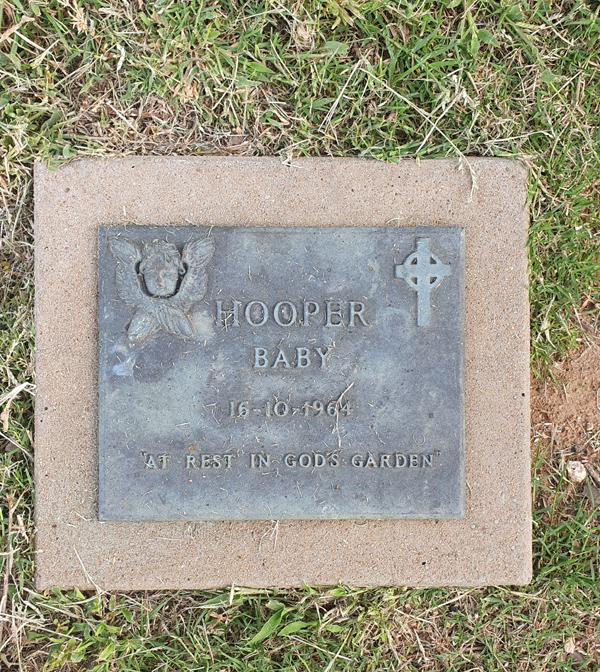 HOOPER
BABY
16-10-1964
"AT REST" IN GOD'S GARDEN"